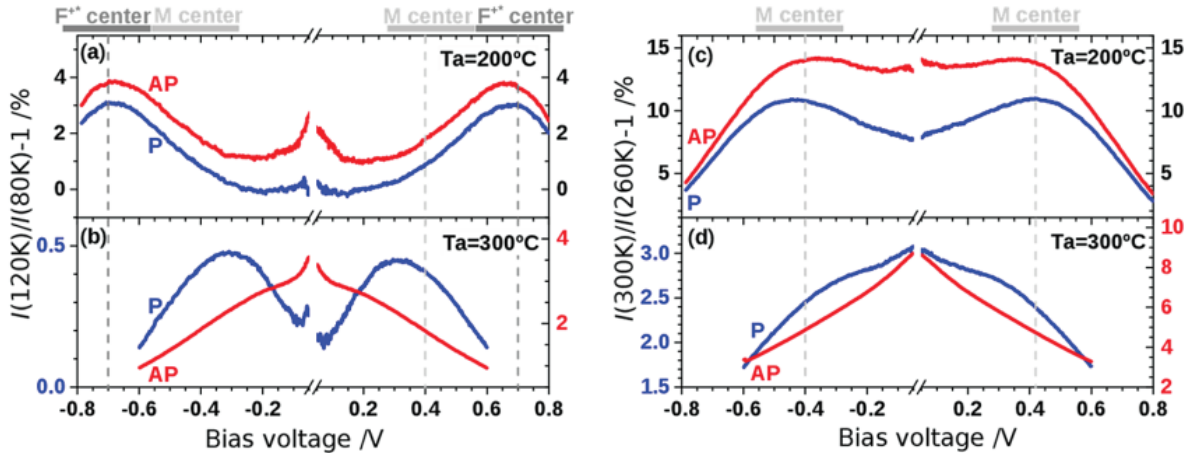 F⁺* center M center M center F⁺* center
(a) Ta=200ºC
AP
P
4 2 0
4 2 0
I(120K)/I(80K)-1 /%
(b) Ta=300ºC
P
AP
0.5 0.0
4 2
-0.8 -0.6 -0.4 -0.2 0.2 0.4 0.6 0.8
Bias voltage /V
M center M center
(c) Ta=200ºC
AP
P
15 10 5
15 10 5
I(300K)/I(260K)-1 /%
(d) Ta=300ºC
P
AP
3.0 2.5 2.0 1.5
10 8 6 4 2
-0.8 -0.6 -0.4 -0.2 0.2 0.4 0.6 0.8
Bias voltage /V